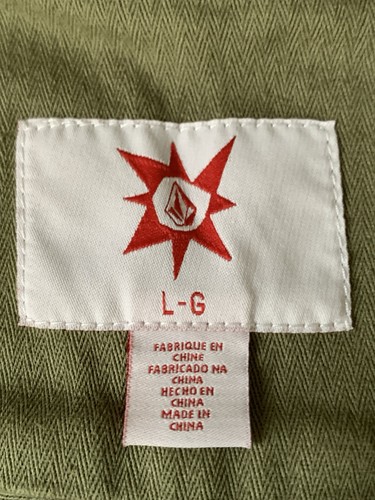 L-G
FABRIQUE EN
CHINE
FABRICADO NA
CHINA
HECHO EN
CHINA
MADE IN
CHINA